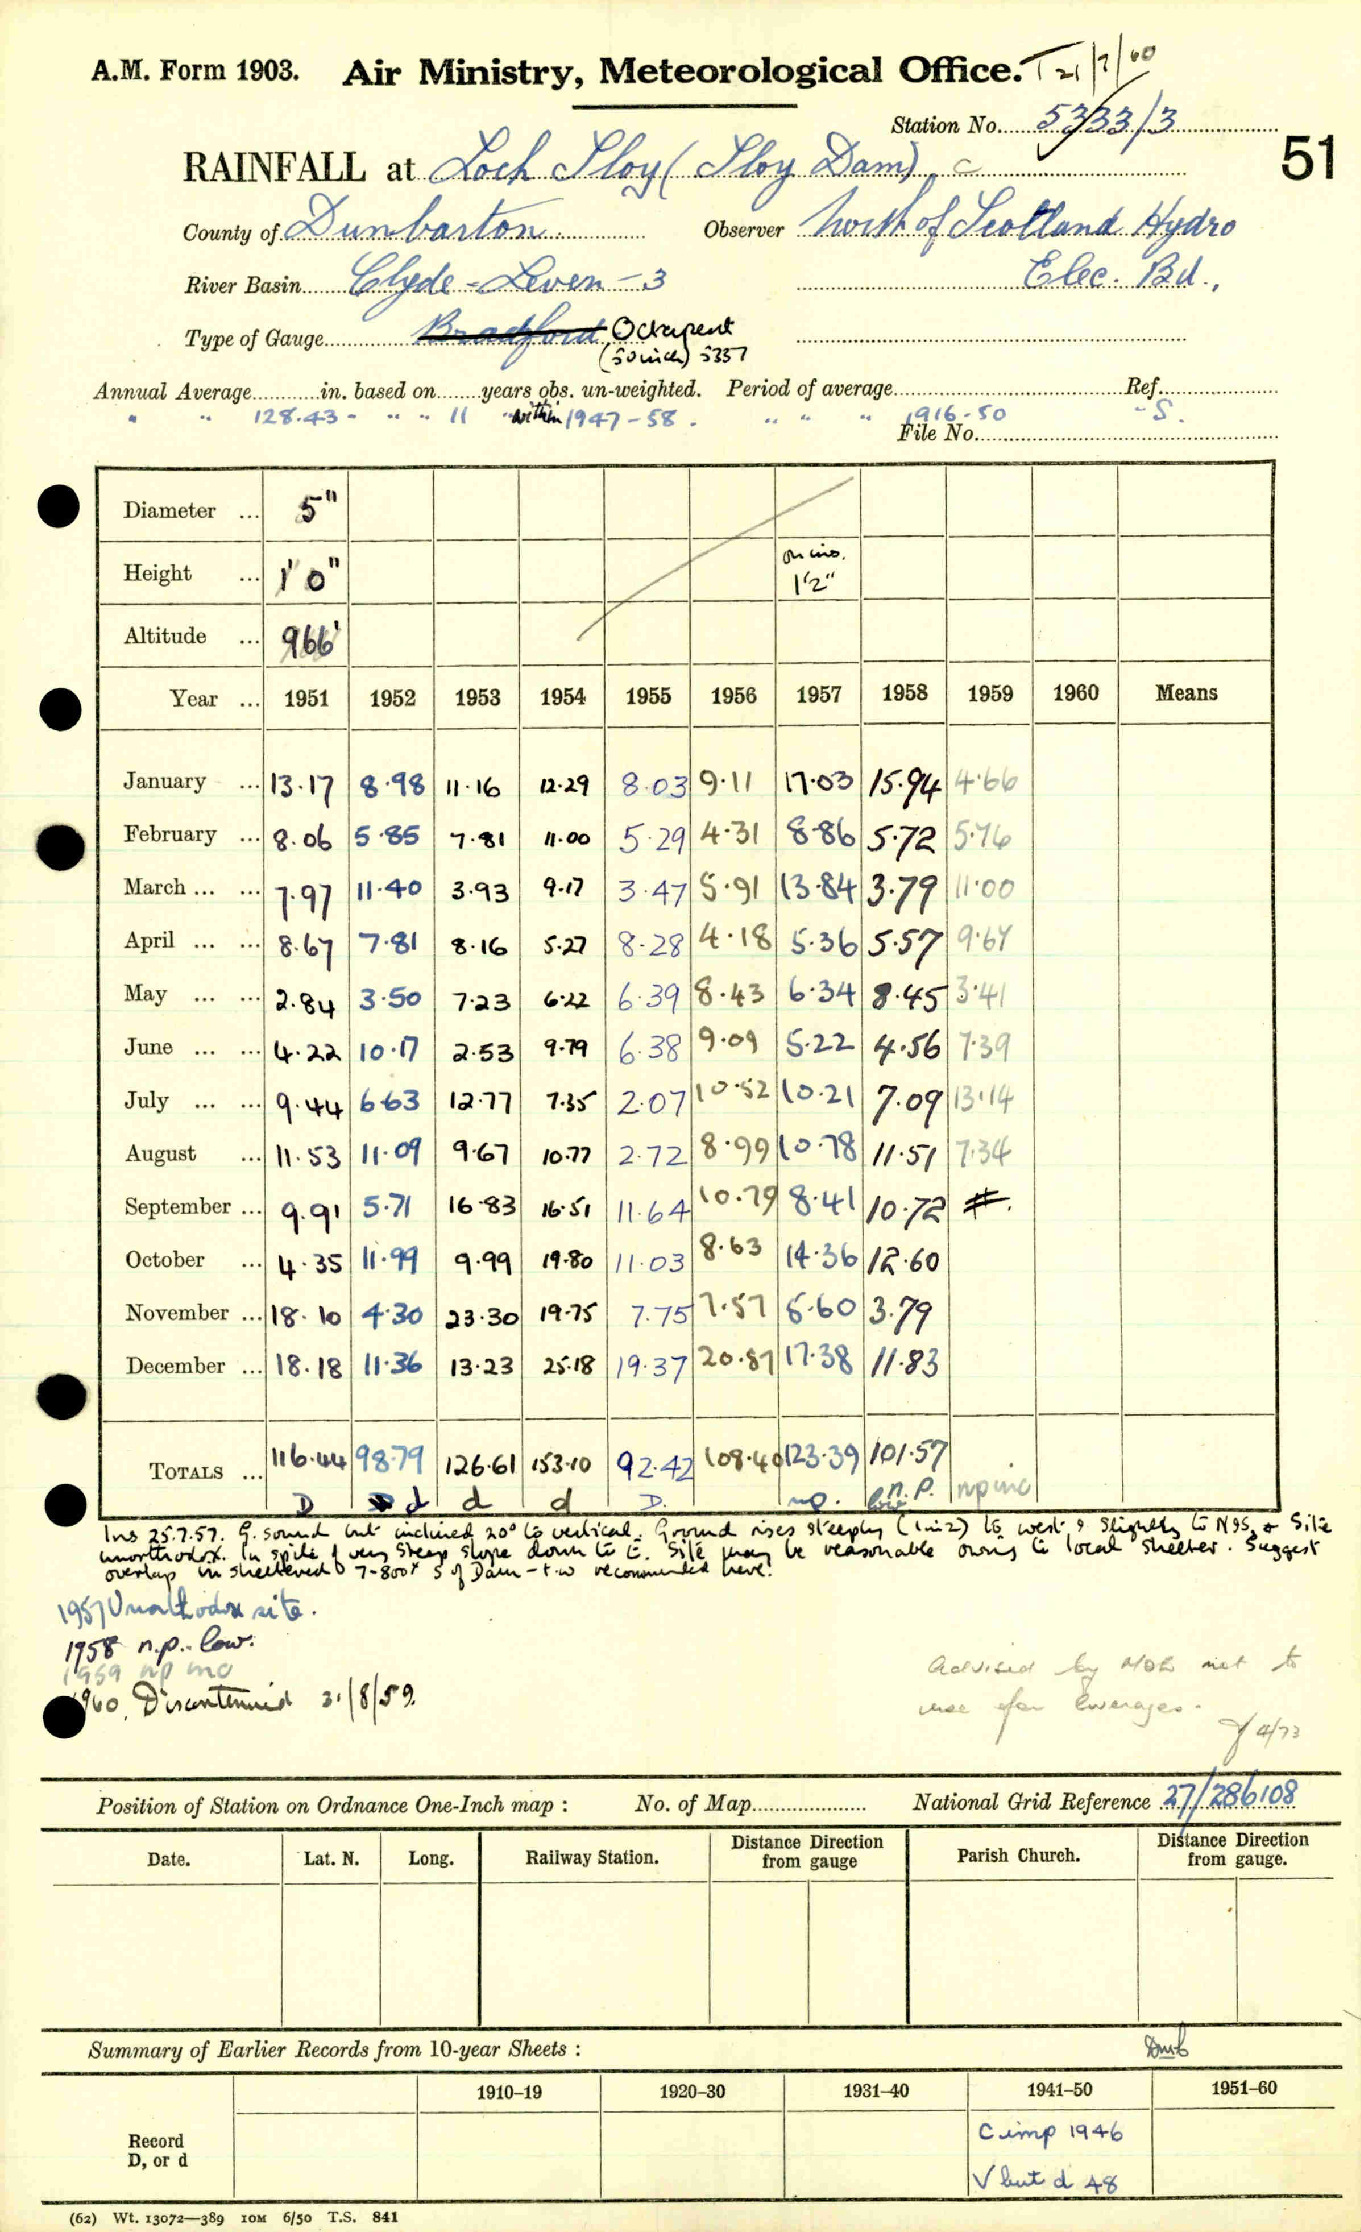 A.M. Form 1903. Air Ministry, Meteorological Office. T 21/7/60
Station No. 5333/3
51
RAINFALL at Loch Sloy (Sloy Dam) C
County of Dunbarton Observer North of Scotland Hydro
River Basin Clyde - Leven - 3 Elec. Bd.,
Type of Gauge Bradford Octapent
(50 inch) 5337
Annual Average in. based on years obs. un-weighted. Period of average Ref.
" " 128.43 - " " 11 " within 1947-58. " " " 1916-50 - S.
File No.
Diameter ... 5"
Height ... 1' 0" on ins. 1'2"
Altitude ... 966'
Year ... 1951 1952 1953 1954 1955 1956 1957 1958 1959 1960 Means
January ... 13.17 8.98 11.16 12.29 8.03 9.11 17.03 15.94 4.66
February ... 8.06 5.85 7.81 11.00 5.29 4.31 8.86 5.72 5.76
March ... ... 7.97 11.40 3.93 9.17 3.47 5.91 13.84 3.79 11.00
April ... ... 8.67 7.81 8.16 5.27 8.28 4.18 5.36 5.57 9.67
May ... ... 2.84 3.50 7.23 6.22 6.39 8.43 6.34 8.45 3.41
June ... ... 4.22 10.17 2.53 9.79 6.38 9.09 5.22 4.56 7.39
July ... ... 9.44 6.63 12.77 7.35 2.07 10.52 10.21 7.09 13.14
August ... 11.53 11.09 9.67 10.77 2.72 8.99 10.78 11.51 7.34
September ... 9.91 5.71 16.83 16.51 11.64 10.79 8.41 10.72 #.
October ... 4.35 11.99 9.99 19.80 11.03 8.63 14.36 12.60
November ... 18.10 4.30 23.30 19.75 7.75 7.57 5.60 3.79
December ... 18.18 11.36 13.23 25.18 19.37 20.87 17.38 11.83
Totals ... 116.44 98.79 126.61 153.10 92.42 108.40 123.39 101.57
D d d d D. np. low n.p. np inc
Ins 25.7.57. G. sound but inclined 20° to vertical. Ground rises steeply (1 in 2) to west & slightly to N & S, & Site
unorthodox. In spite of very steep slope down to E. Site may be reasonable owing to local shelter. Suggest
overlap in sheltered 7-800 ft S of Dam - t.w recommended here.
1957 Unorthodox site.
1958 n.p. low.
1959 np inc
1960. Discontinued 31/8/59.
Advised by not to
use for averages.
4/73
Position of Station on Ordnance One-Inch map : No. of Map National Grid Reference 27/286108
Date. Lat. N. Long. Railway Station. Distance Direction from gauge Parish Church. Distance Direction from gauge.
Summary of Earlier Records from 10-year Sheets : Dmb
1910–19 1920–30 1931–40 1941–50 1951–60
Record
D, or d
C imp 1946
V but d 48
(62) Wt. 13072—389 10M 6/50 T.S. 841